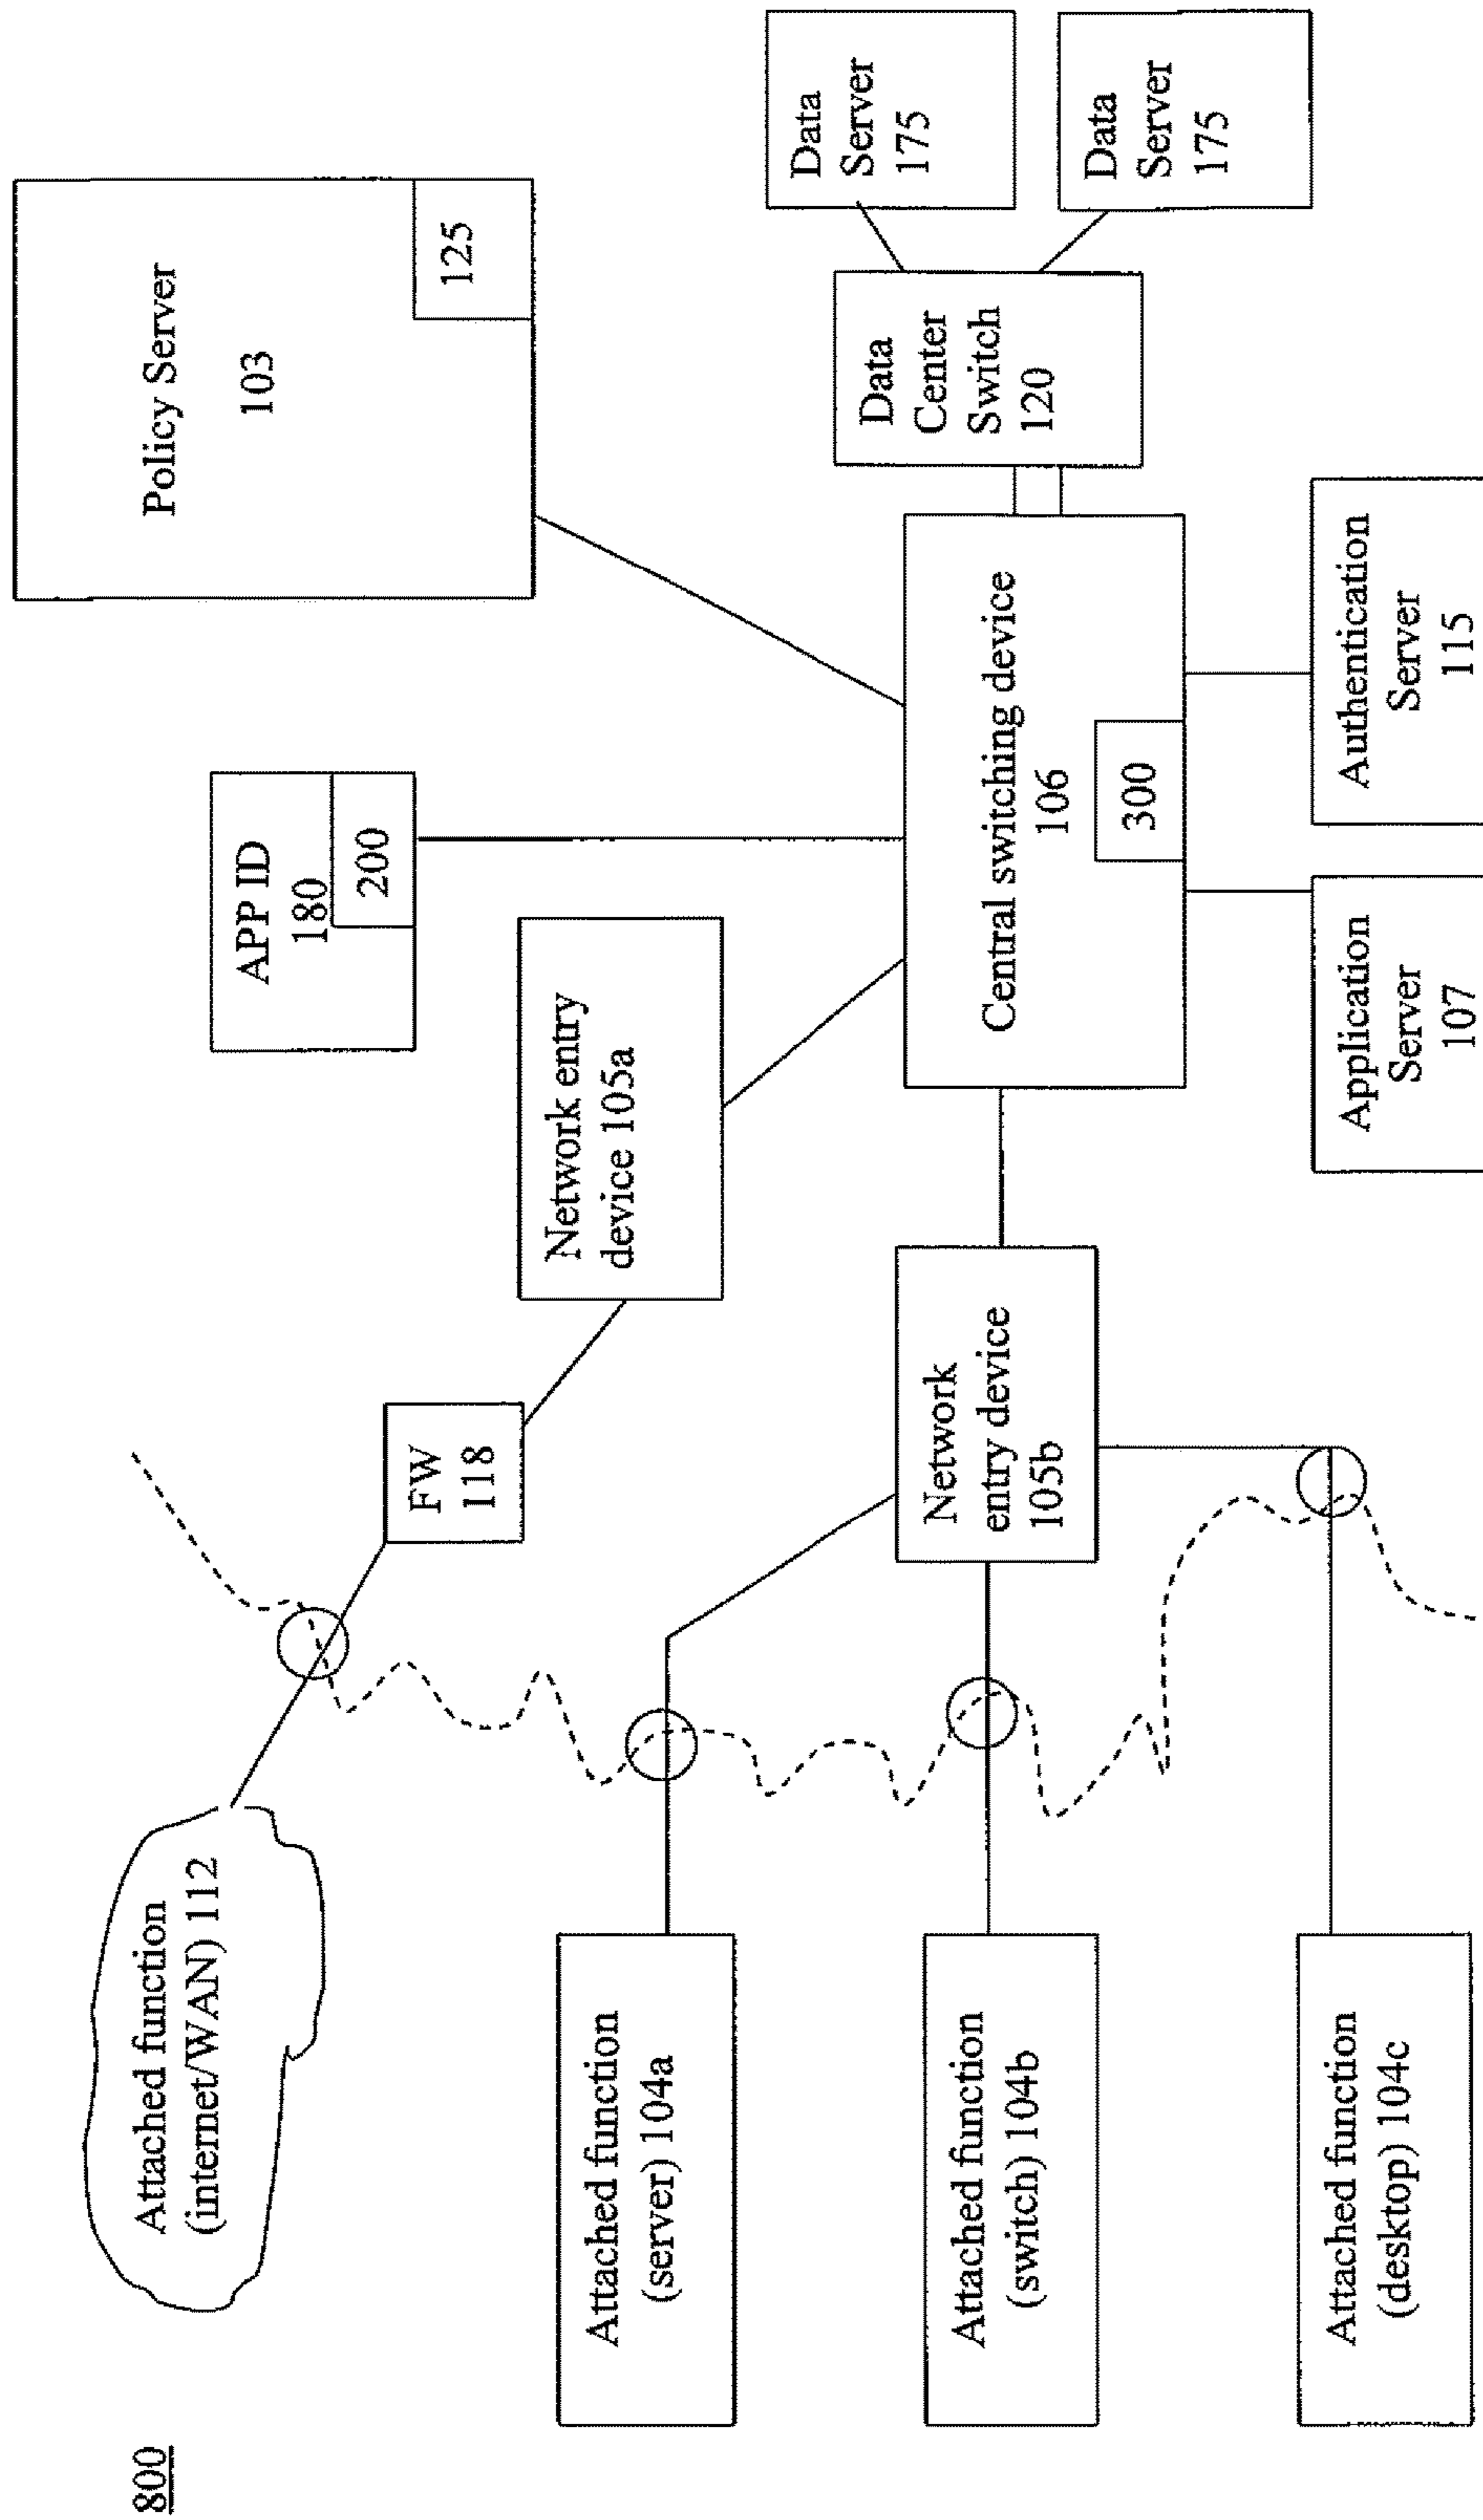 800
Attached function
(internet/WAN) 112
FW
118
APP ID
180
200
Policy Server
103
125
Network entry
device 105a
Attached function
(server) 104a
Attached function
(switch) 104b
Attached function
(desktop) 104c
Network
entry device
105b
Central switching device
106
300
Data
Center
Switch
120
Data
Server
175
Data
Server
175
Application
Server
107
Authentication
Server
115